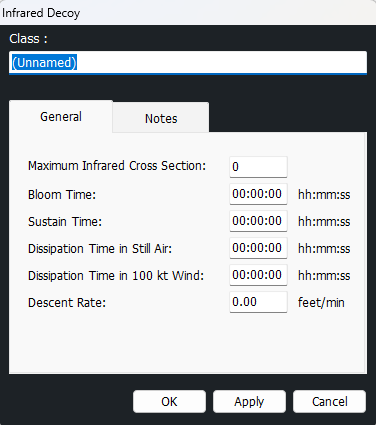 Infrared Decoy
Class :
(Unnamed)
General Notes
Maximum Infrared Cross Section: 0
Bloom Time: 00:00:00 hh:mm:ss
Sustain Time: 00:00:00 hh:mm:ss
Dissipation Time in Still Air: 00:00:00 hh:mm:ss
Dissipation Time in 100 kt Wind: 00:00:00 hh:mm:ss
Descent Rate: 0.00 feet/min
OK Apply Cancel